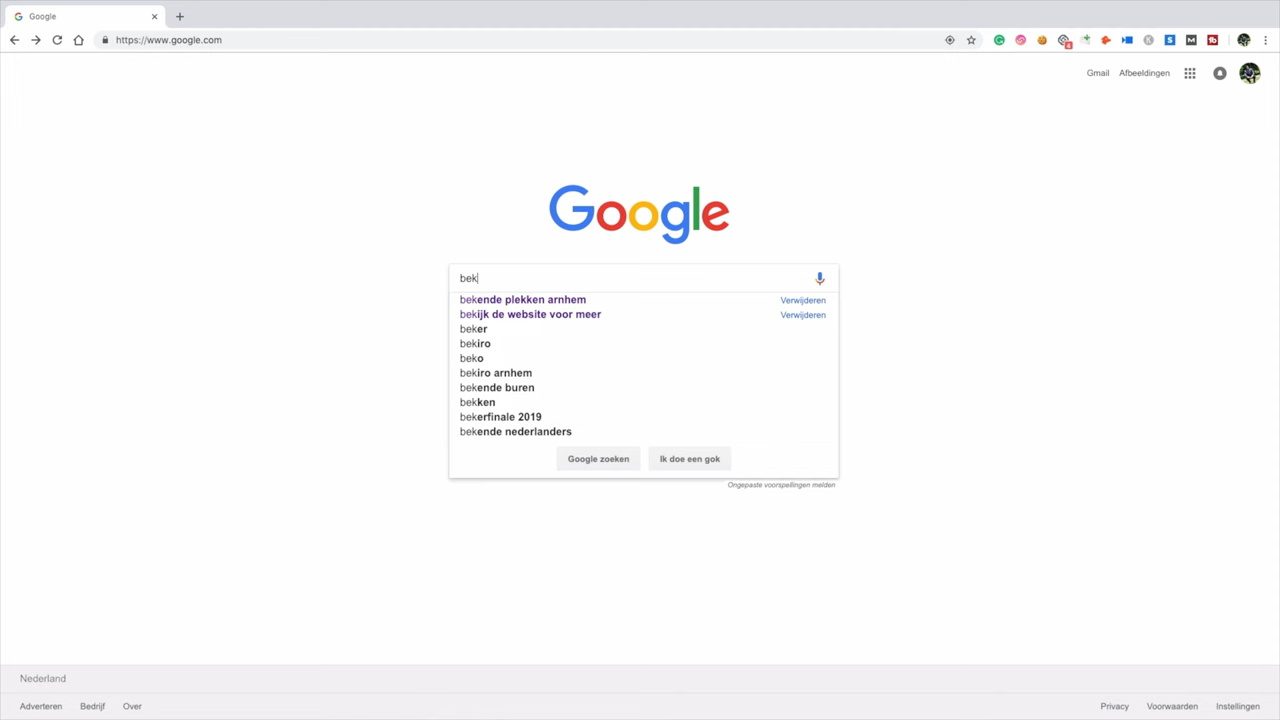 Google
https://www.google.com
Gmail Afbeeldingen
Google
bek
bekende plekken arnhem Verwijderen
bekijk de website voor meer Verwijderen
beker
bekiro
beko
bekiro arnhem
bekende buren
bekken
bekerfinale 2019
bekende nederlanders
Google zoeken Ik doe een gok
Ongepaste voorspellingen melden
Nederland
Adverteren Bedrijf Over Privacy Voorwaarden Instellingen